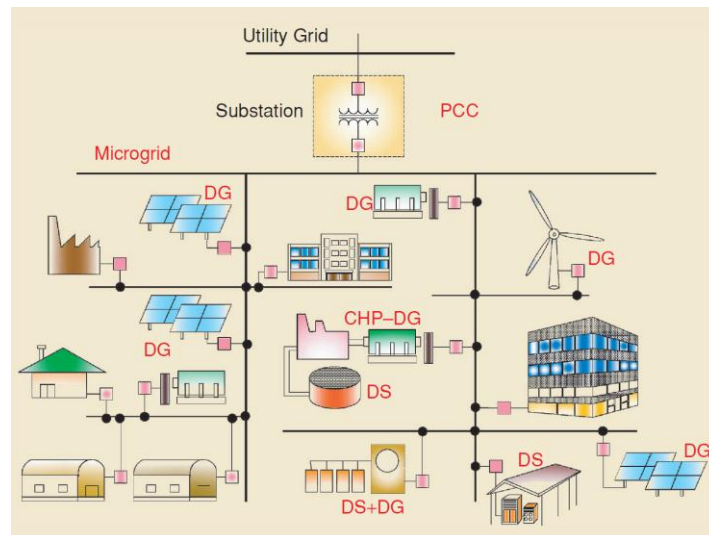 Utility Grid
Substation
PCC
Microgrid
DG
DG
DG
DG
CHP–DG
DS
DS+DG
DS
DG